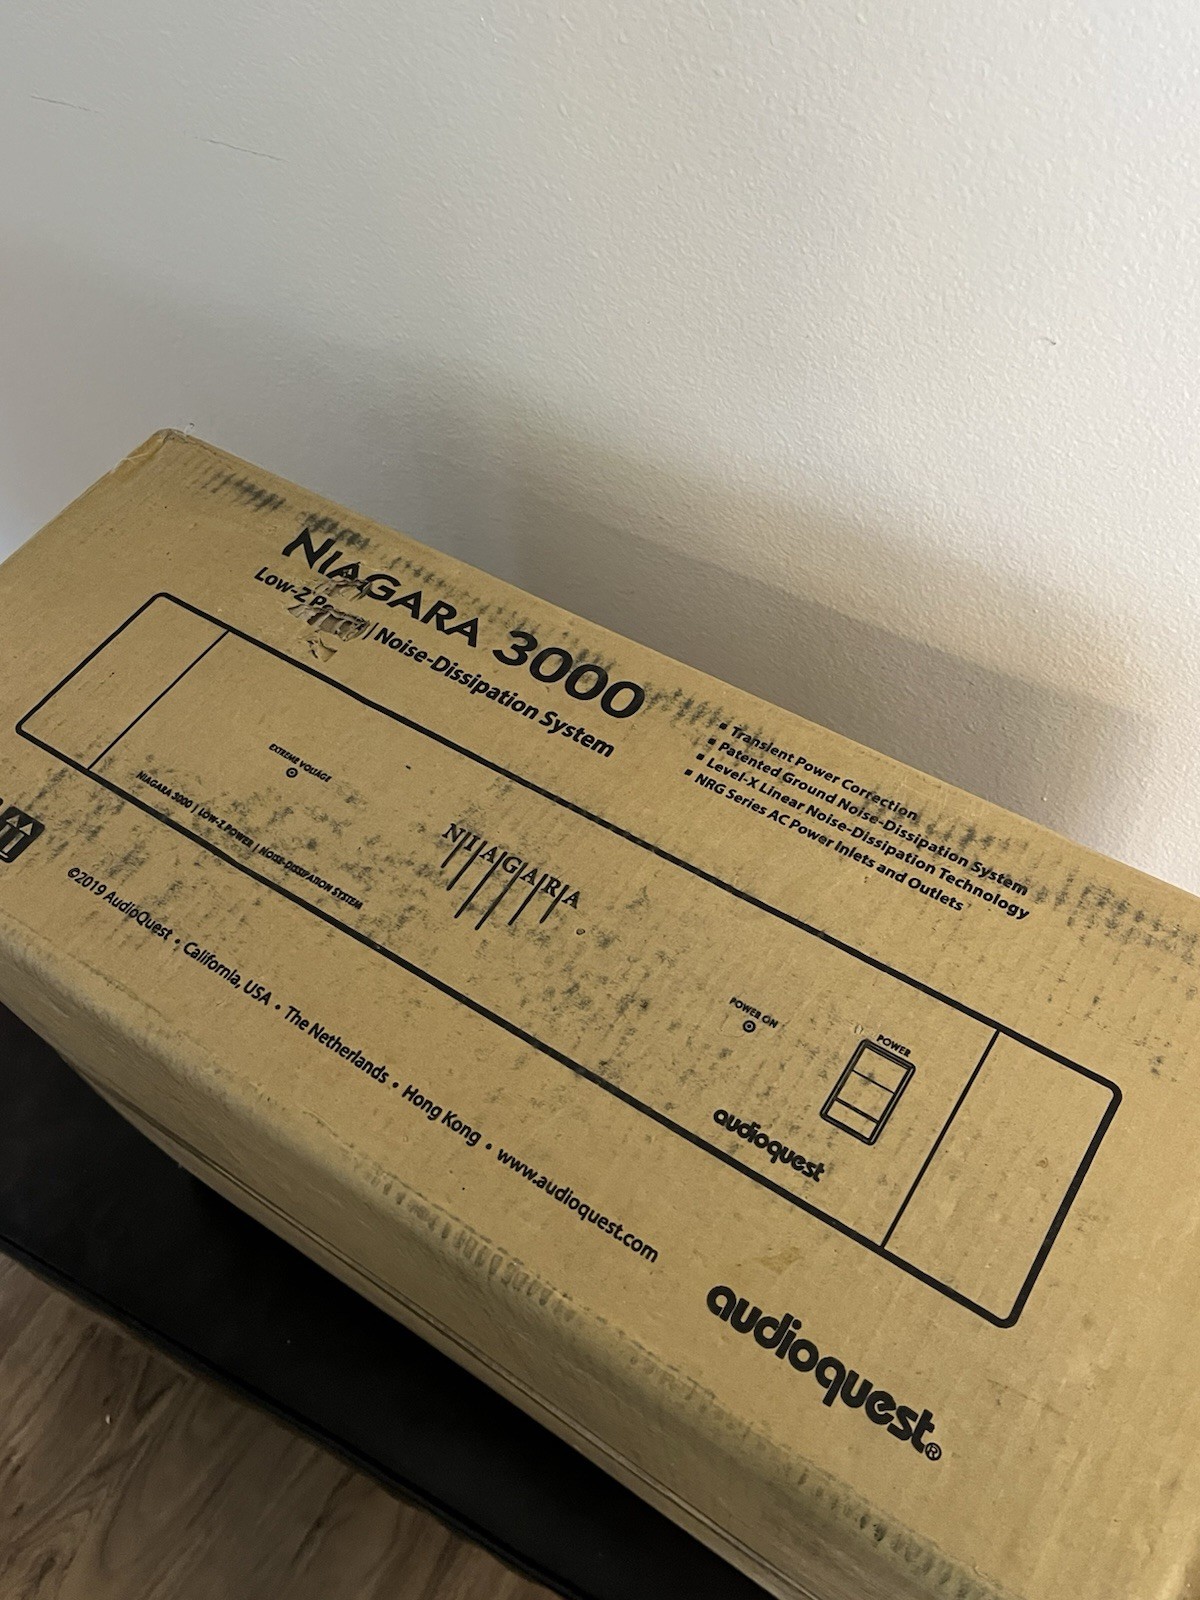 NIAGARA 3000
Low-Z | Noise-Dissipation System
▪ Transient Power Correction
▪ Patented Ground Noise-Dissipation System
▪ Level-X Linear Noise-Dissipation Technology
▪ NRG Series AC Power Inlets and Outlets
EXTREME VOLTAGE
NIAGARA 3000 | LOW-Z POWER | NOISE-DISSIPATION SYSTEM
NIAGARA
POWER ON
POWER
audioquest
©2019 AudioQuest • California, USA • The Netherlands • Hong Kong • www.audioquest.com
audioquest®